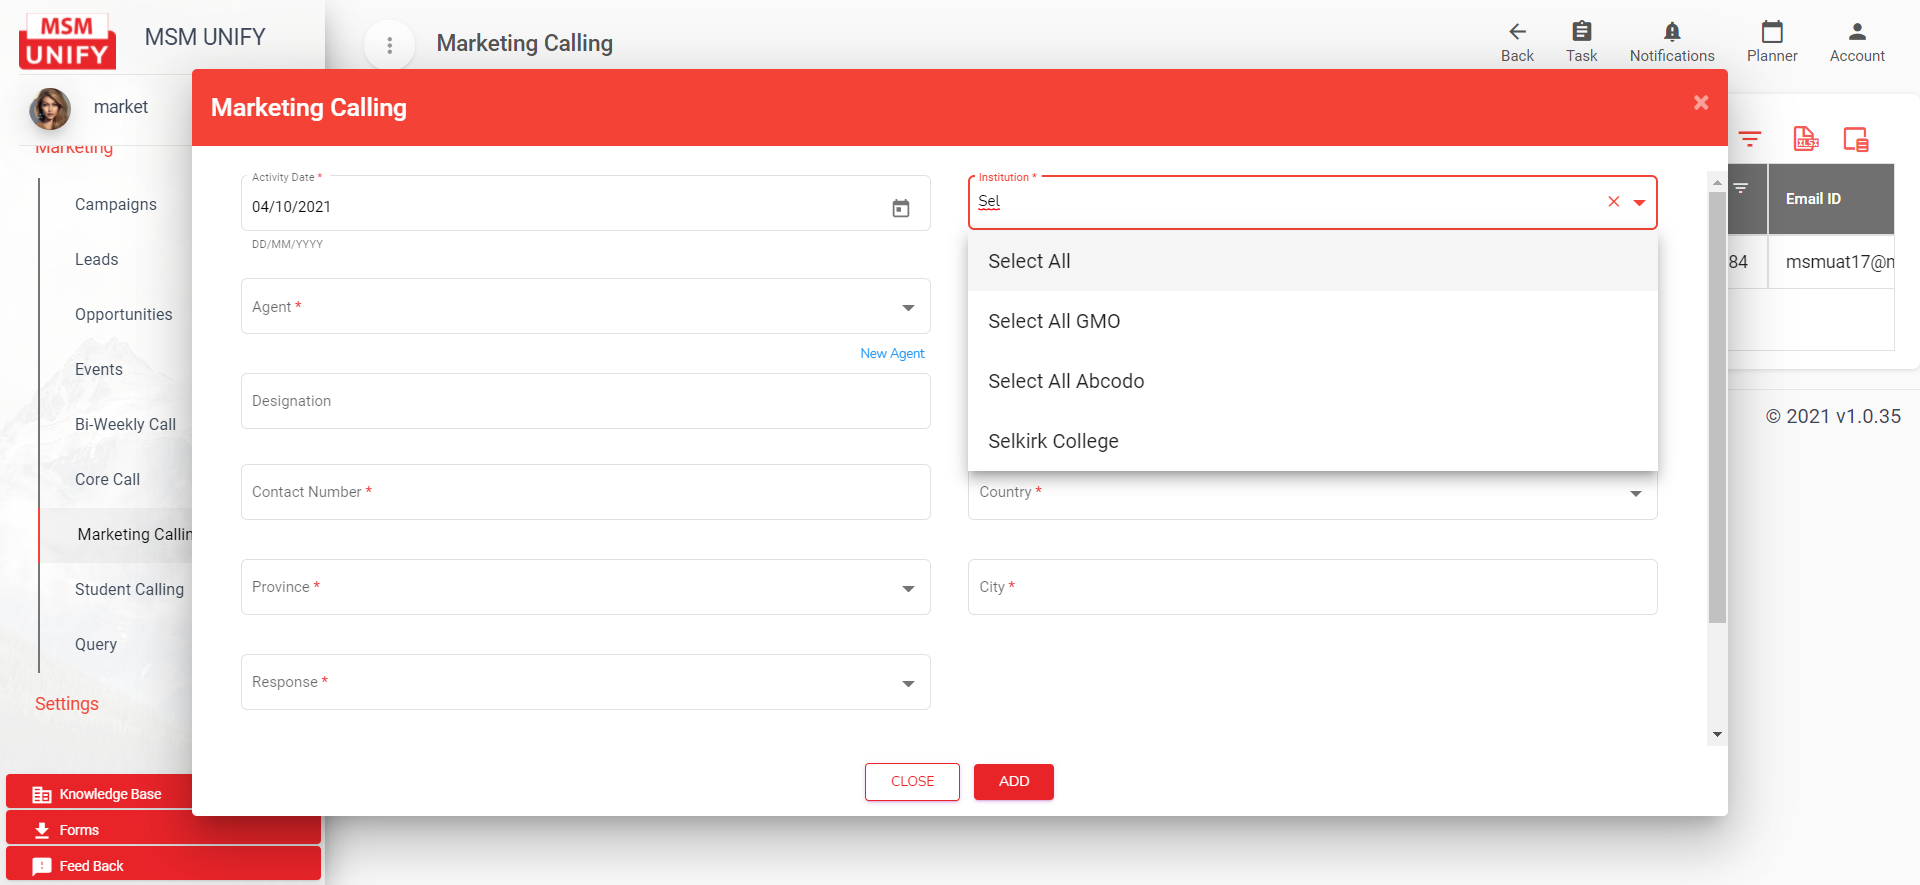 MSM
UNIFY
MSM UNIFY
Marketing Calling
Back
Task
Notifications
Planner
Account
market
Marketing
Campaigns
Leads
Opportunities
Events
Bi-Weekly Call
Core Call
Marketing Callin
Student Calling
Query
Settings
Knowledge Base
Forms
Feed Back
Marketing Calling
×
Activity Date *
04/10/2021
DD/MM/YYYY
Institution *
Sel
Select All
Select All GMO
Select All Abcodo
Selkirk College
Agent *
New Agent
Designation
Contact Number *
Country *
Province *
City *
Response *
CLOSE
ADD
XLSX
Email ID
84
msmuat17@m
© 2021 v1.0.35